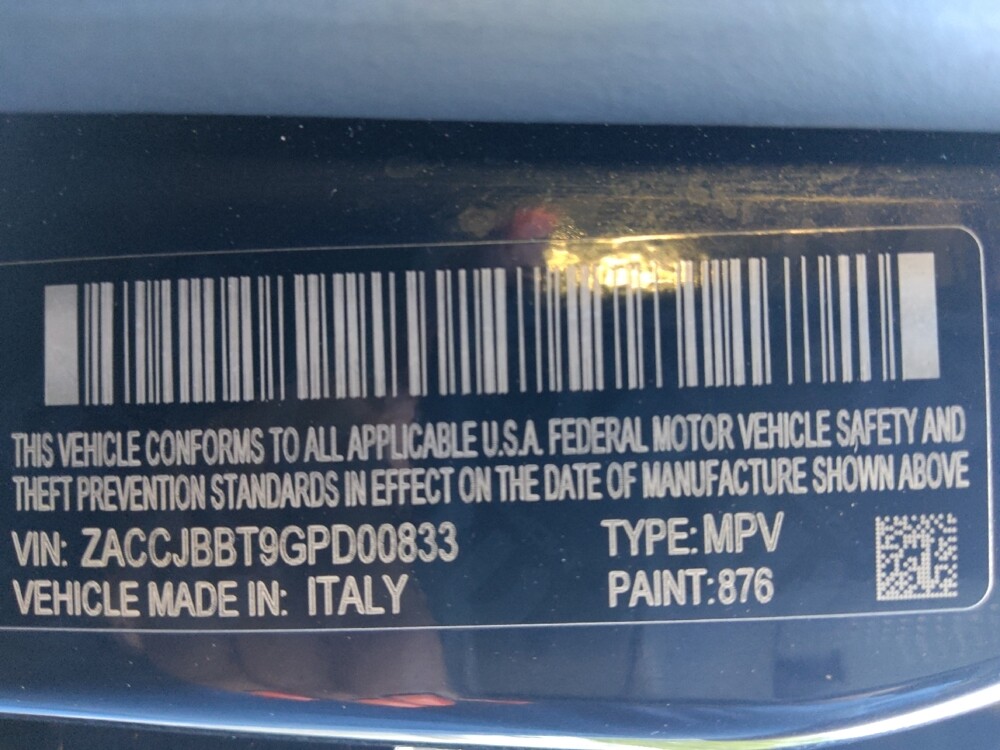 THIS VEHICLE CONFORMS TO ALL APPLICABLE U.S.A. FEDERAL MOTOR VEHICLE SAFETY AND
THEFT PREVENTION STANDARDS IN EFFECT ON THE DATE OF MANUFACTURE SHOWN ABOVE
VIN: ZACCJBBT9GPD00833 TYPE: MPV
VEHICLE MADE IN: ITALY PAINT:876